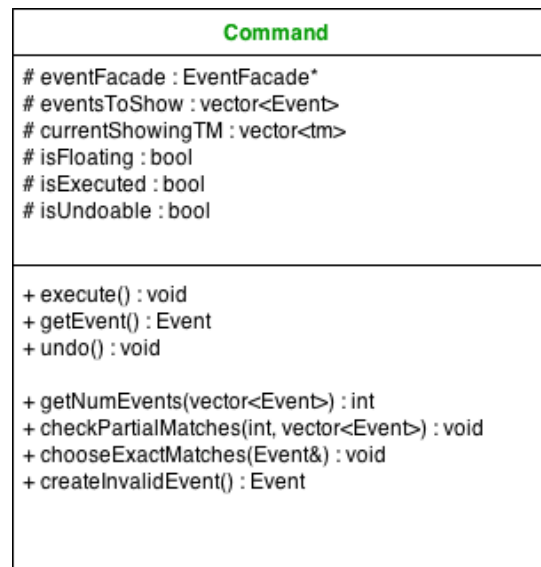 Command
# eventFacade : EventFacade*
# eventsToShow : vector<Event>
# currentShowingTM : vector<tm>
# isFloating : bool
# isExecuted : bool
# isUndoable : bool
+ execute() : void
+ getEvent() : Event
+ undo() : void
+ getNumEvents(vector<Event>) : int
+ checkPartialMatches(int, vector<Event>) : void
+ chooseExactMatches(Event&) : void
+ createInvalidEvent() : Event